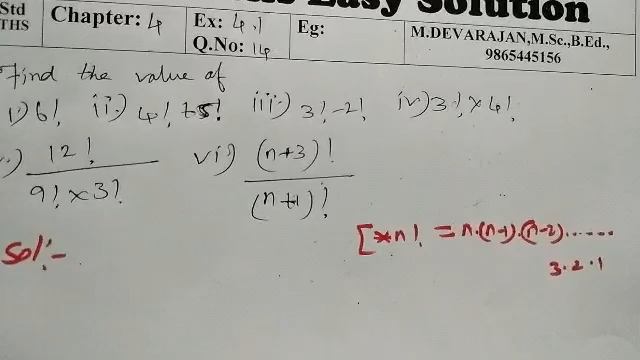 Easy Solution
Std
THS
Chapter: 4
Ex: 4.1
Q.No: 14
Eg:
M.DEVARAJAN,M.Sc.,B.Ed.,
9865445156
Find the value of
i) 6! ii) 4! + 5! iii) 3! - 2! iv) 3! × 4!
v) 12! / 9! × 3! vi) (n+3)! / (n+1)!
Sol:-
[* n! = n.(n-1).(n-2)......
3.2.1